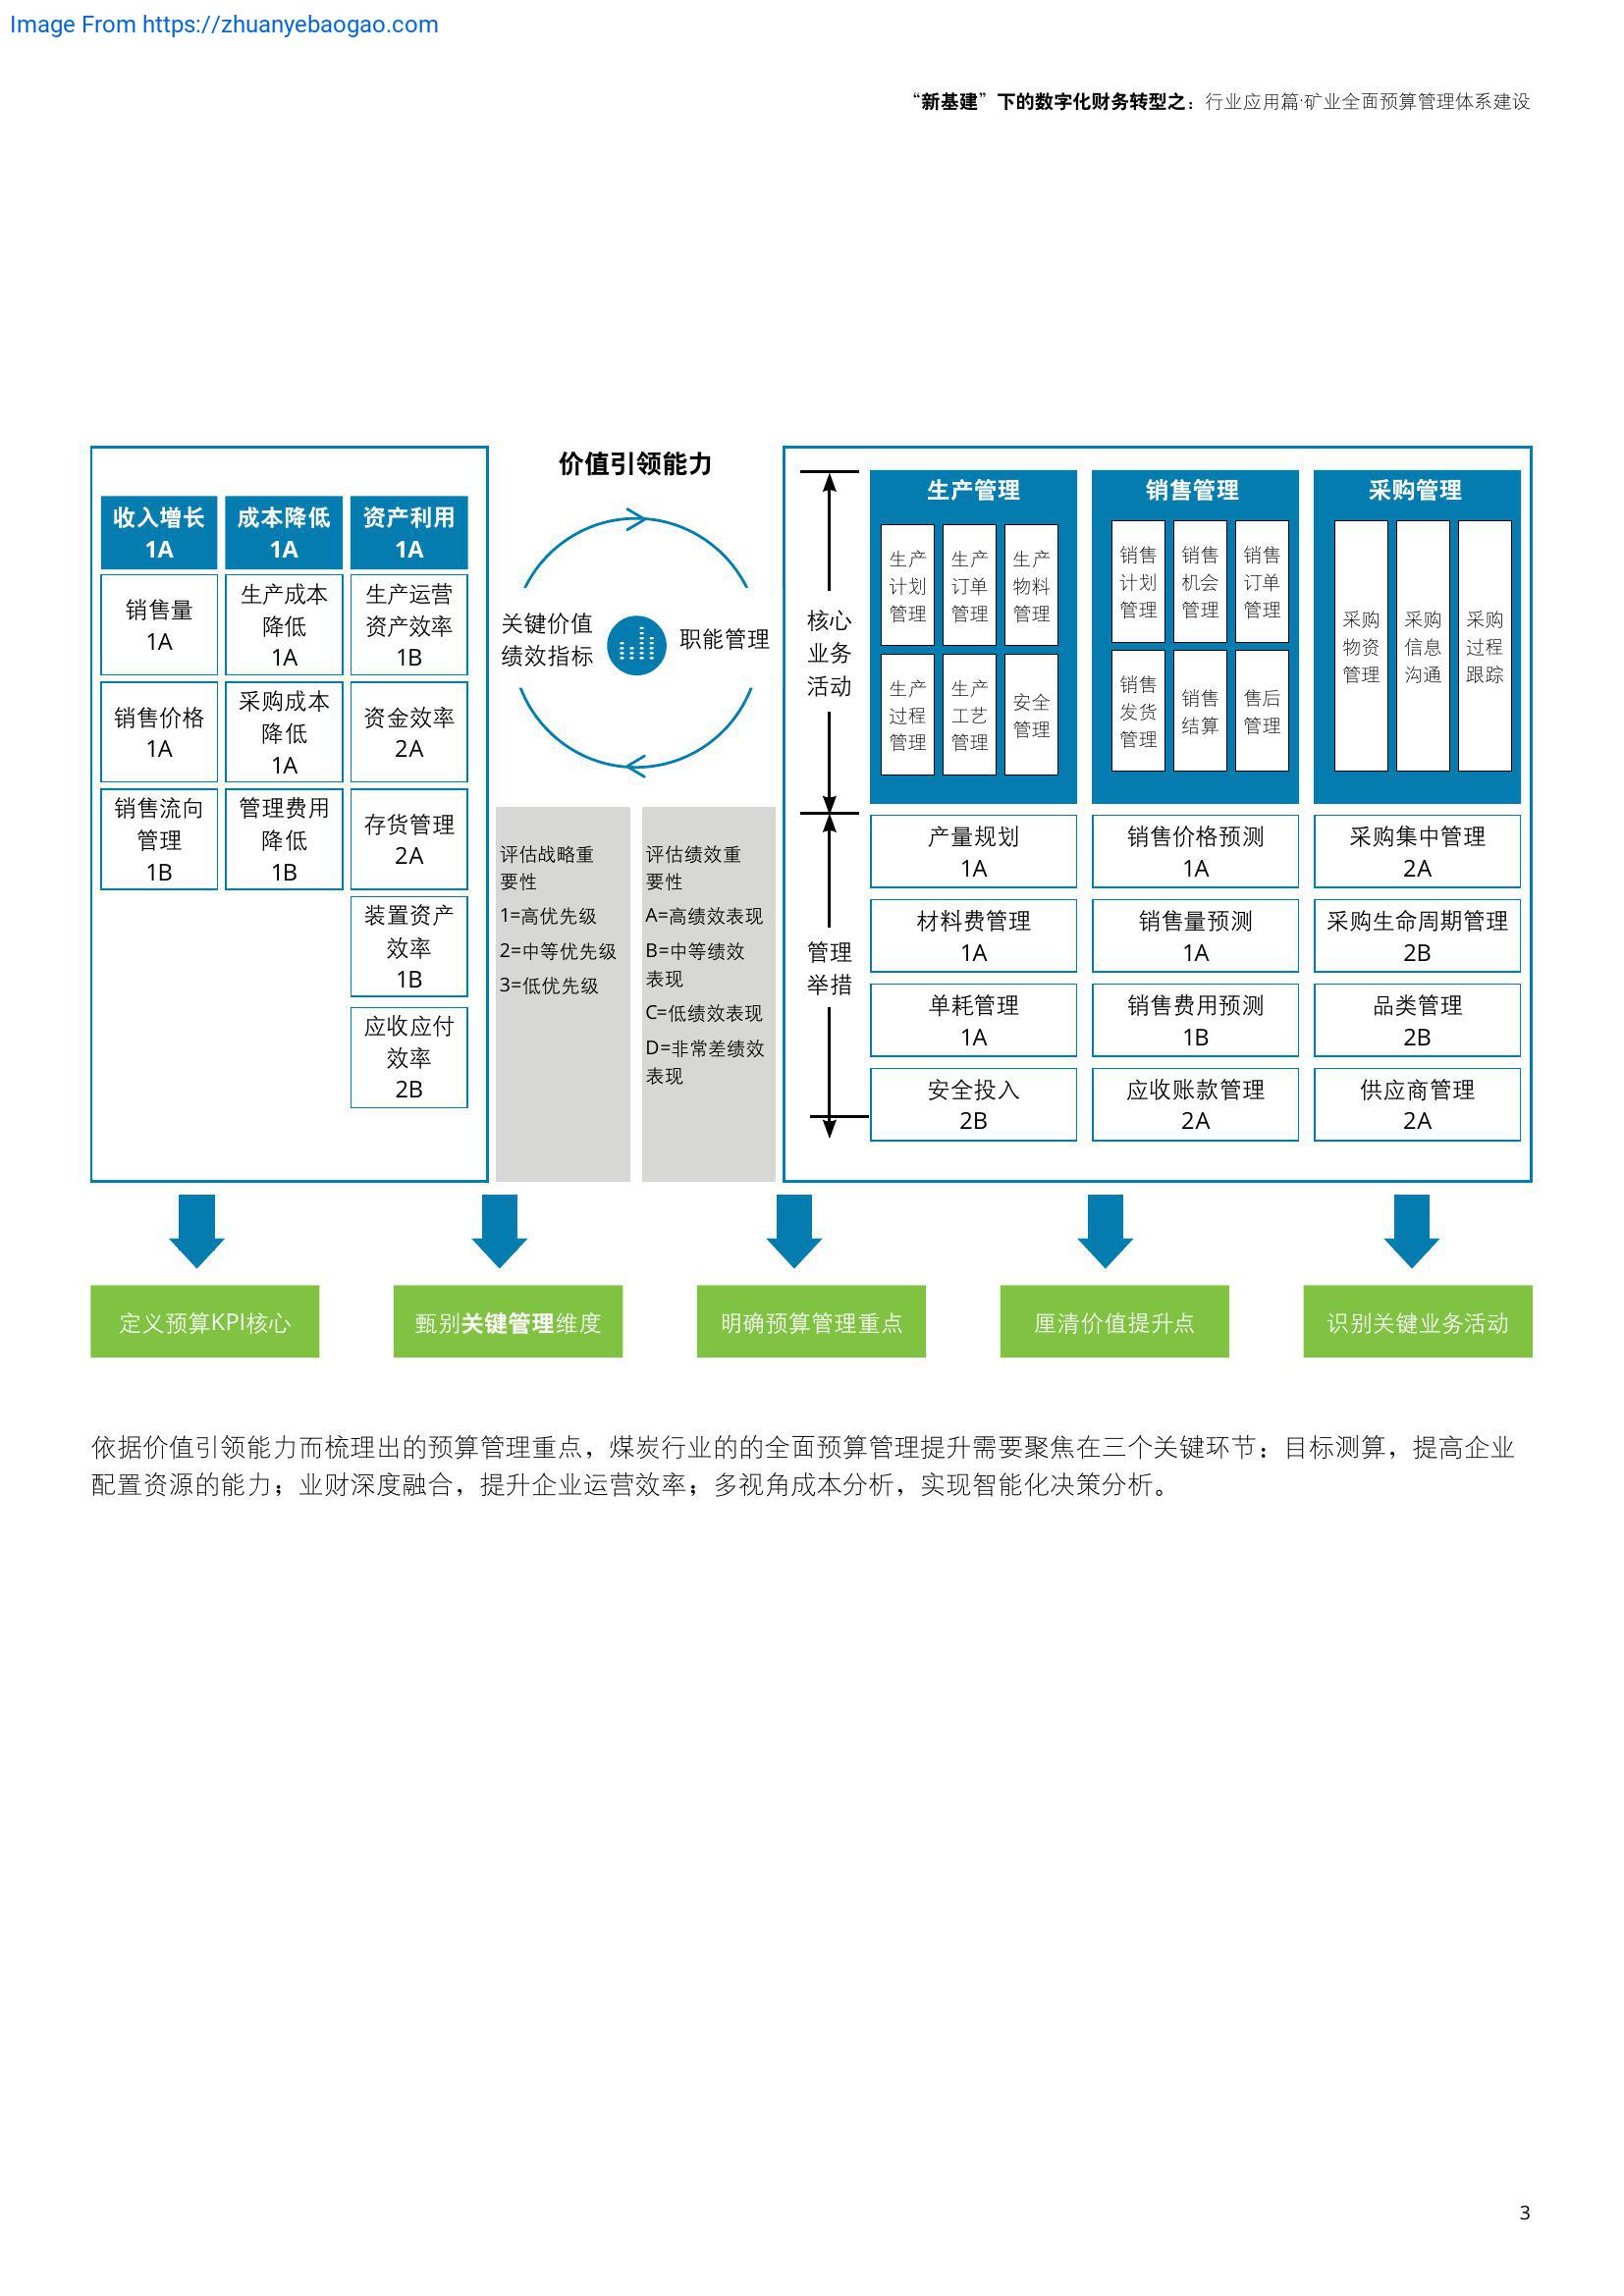 Image From https://zhuanyebaogao.com
“新基建”下的数字化财务转型之：行业应用篇·矿业全面预算管理体系建设
收入增长
1A
销售量
1A
销售价格
1A
销售流向
管理
1B
成本降低
1A
生产成本
降低
1A
采购成本
降低
1A
管理费用
降低
1B
资产利用
1A
生产运营
资产效率
1B
资金效率
2A
存货管理
2A
装置资产
效率
1B
应收应付
效率
2B
价值引领能力
关键价值
绩效指标
职能管理
评估战略重
要性
1=高优先级
2=中等优先级
3=低优先级
评估绩效重
要性
A=高绩效表现
B=中等绩效
表现
C=低绩效表现
D=非常差绩效
表现
核心
业务
活动
管理
举措
生产管理
生产
计划
管理
生产
订单
管理
生产
物料
管理
生产
过程
管理
生产
工艺
管理
安全
管理
产量规划
1A
材料费管理
1A
单耗管理
1A
安全投入
2B
销售管理
销售
计划
管理
销售
机会
管理
销售
订单
管理
销售
发货
管理
销售
结算
售后
管理
销售价格预测
1A
销售量预测
1A
销售费用预测
1B
应收账款管理
2A
采购管理
采购
物资
管理
采购
信息
沟通
采购
过程
跟踪
采购集中管理
2A
采购生命周期管理
2B
品类管理
2B
供应商管理
2A
定义预算KPI核心
甄别关键管理维度
明确预算管理重点
厘清价值提升点
识别关键业务活动
依据价值引领能力而梳理出的预算管理重点，煤炭行业的的全面预算管理提升需要聚焦在三个关键环节：目标测算，提高企业
配置资源的能力；业财深度融合，提升企业运营效率；多视角成本分析，实现智能化决策分析。
3